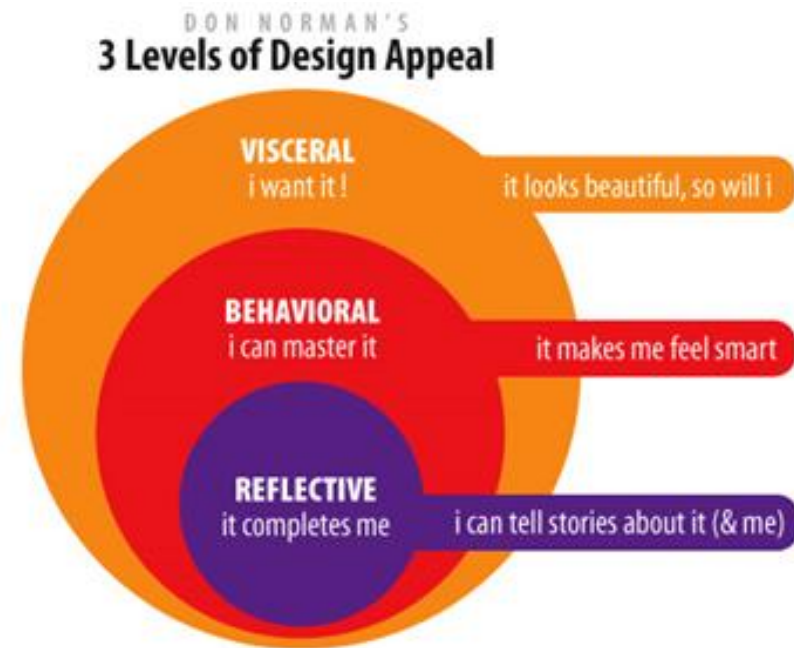 DON NORMAN'S
3 Levels of Design Appeal
VISCERAL
i want it !
it looks beautiful, so will i
BEHAVIORAL
i can master it
it makes me feel smart
REFLECTIVE
it completes me
i can tell stories about it (& me)